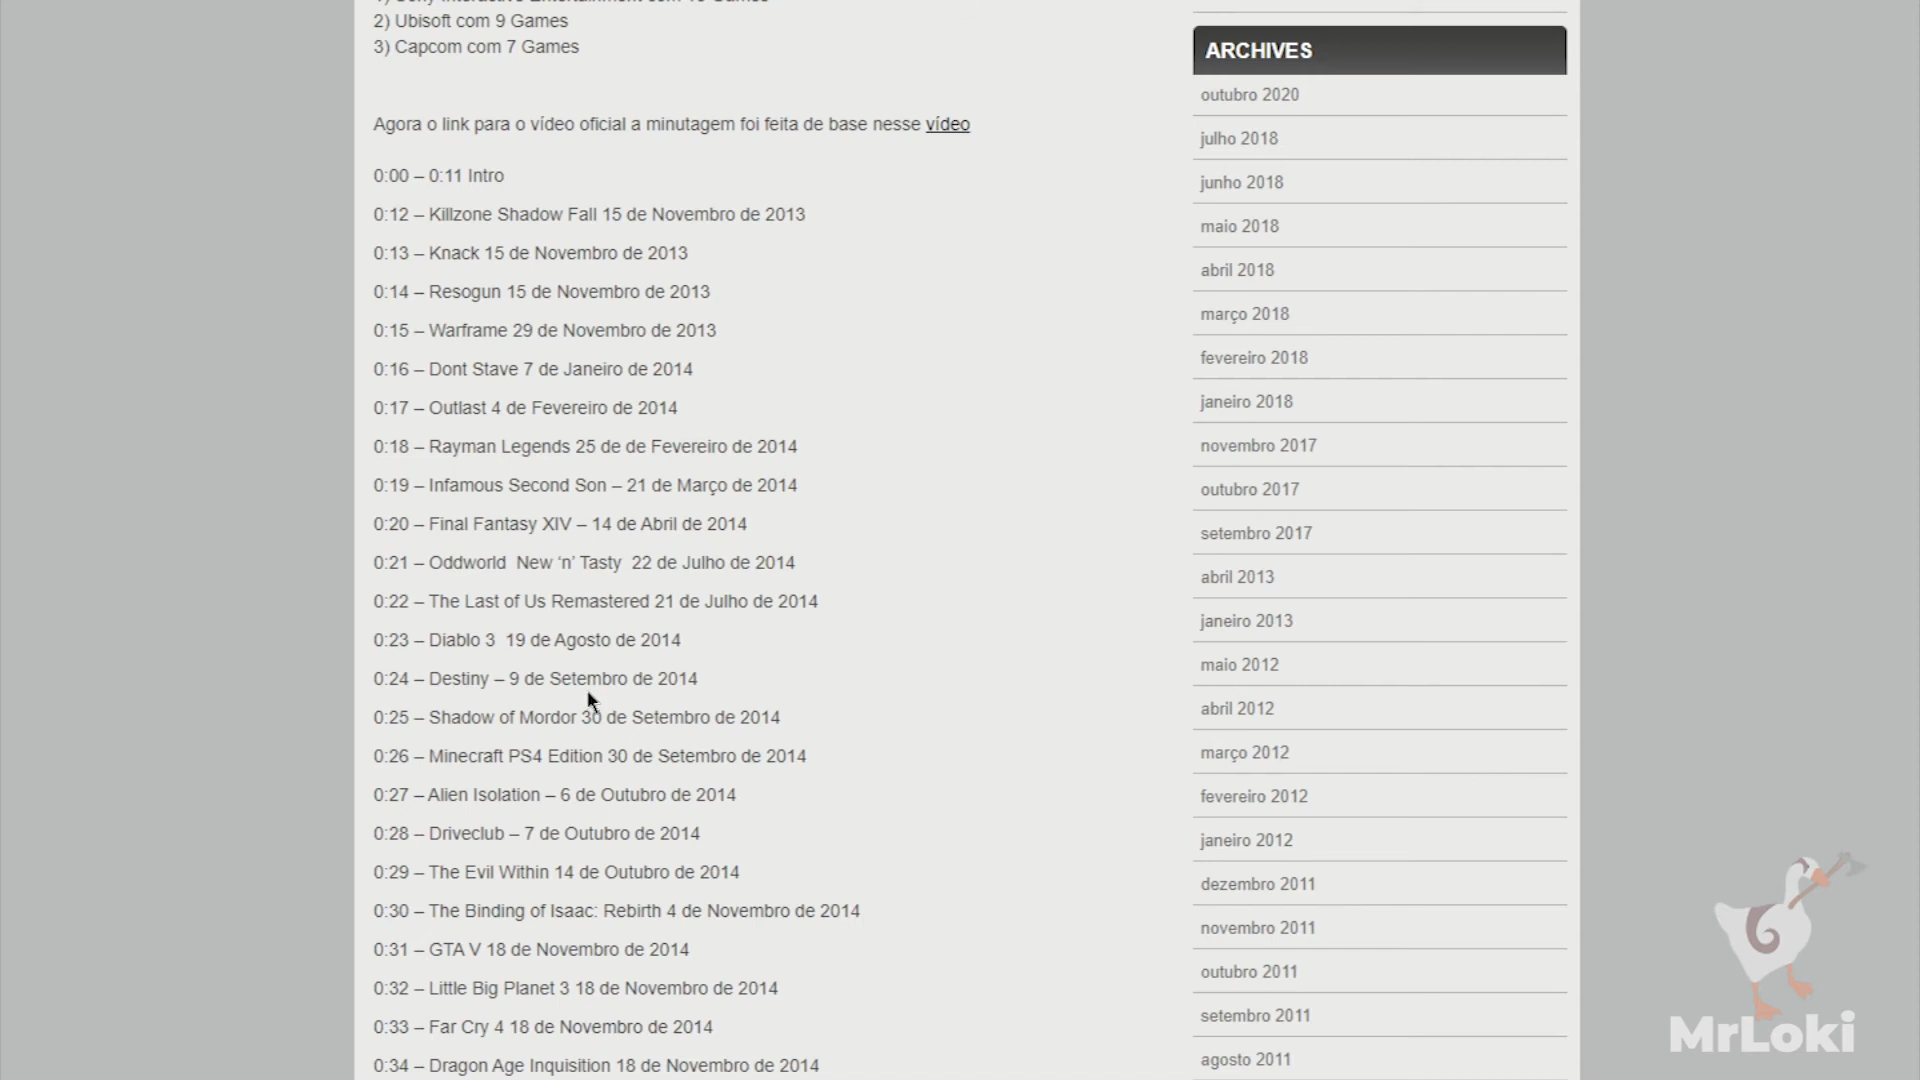 2) Ubisoft com 9 Games
3) Capcom com 7 Games
Agora o link para o vídeo oficial a minutagem foi feita de base nesse vídeo
0:00 – 0:11 Intro
0:12 – Killzone Shadow Fall 15 de Novembro de 2013
0:13 – Knack 15 de Novembro de 2013
0:14 – Resogun 15 de Novembro de 2013
0:15 – Warframe 29 de Novembro de 2013
0:16 – Dont Stave 7 de Janeiro de 2014
0:17 – Outlast 4 de Fevereiro de 2014
0:18 – Rayman Legends 25 de de Fevereiro de 2014
0:19 – Infamous Second Son – 21 de Março de 2014
0:20 – Final Fantasy XIV – 14 de Abril de 2014
0:21 – Oddworld  New ‘n’ Tasty  22 de Julho de 2014
0:22 – The Last of Us Remastered 21 de Julho de 2014
0:23 – Diablo 3  19 de Agosto de 2014
0:24 – Destiny – 9 de Setembro de 2014
0:25 – Shadow of Mordor 30 de Setembro de 2014
0:26 – Minecraft PS4 Edition 30 de Setembro de 2014
0:27 – Alien Isolation – 6 de Outubro de 2014
0:28 – Driveclub – 7 de Outubro de 2014
0:29 – The Evil Within 14 de Outubro de 2014
0:30 – The Binding of Isaac: Rebirth 4 de Novembro de 2014
0:31 – GTA V 18 de Novembro de 2014
0:32 – Little Big Planet 3 18 de Novembro de 2014
0:33 – Far Cry 4 18 de Novembro de 2014
0:34 – Dragon Age Inquisition 18 de Novembro de 2014
ARCHIVES
outubro 2020
julho 2018
junho 2018
maio 2018
abril 2018
março 2018
fevereiro 2018
janeiro 2018
novembro 2017
outubro 2017
setembro 2017
abril 2013
janeiro 2013
maio 2012
abril 2012
março 2012
fevereiro 2012
janeiro 2012
dezembro 2011
novembro 2011
outubro 2011
setembro 2011
agosto 2011
MrLoki